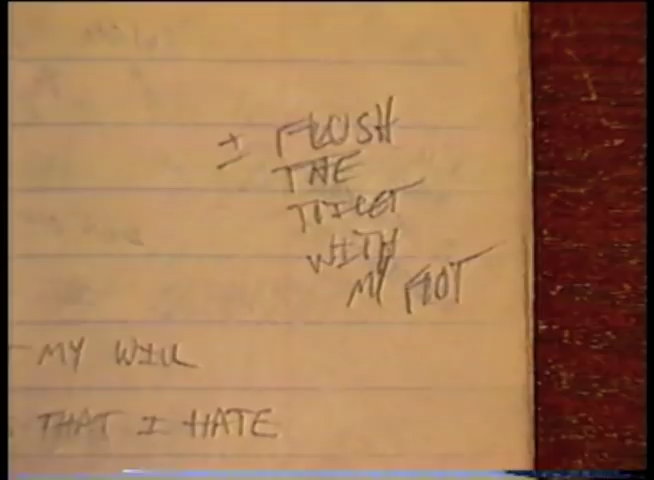 I FLUSH
THE
TOILET
WITH
MY FOOT
MY WILL
THAT I HATE